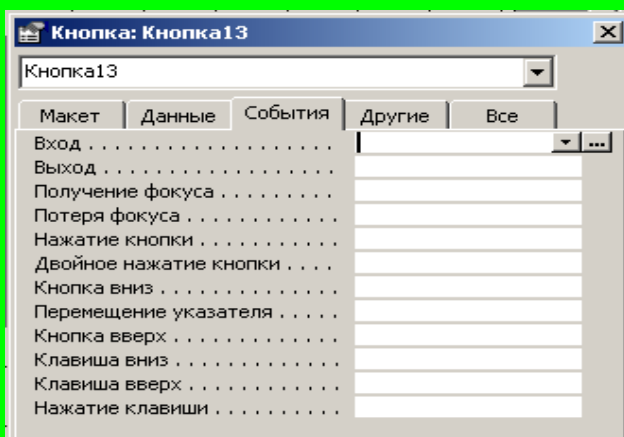 Кнопка: Кнопка13
Кнопка13
Макет Данные События Другие Все
Вход . . . . . . . . . . . . . . . . . . .
Выход . . . . . . . . . . . . . . . . . .
Получение фокуса . . . . . . . . .
Потеря фокуса . . . . . . . . . . . .
Нажатие кнопки . . . . . . . . . . .
Двойное нажатие кнопки . . . .
Кнопка вниз . . . . . . . . . . . . . .
Перемещение указателя . . . . .
Кнопка вверх . . . . . . . . . . . . .
Клавиша вниз . . . . . . . . . . . . .
Клавиша вверх . . . . . . . . . . . .
Нажатие клавиши . . . . . . . . . .